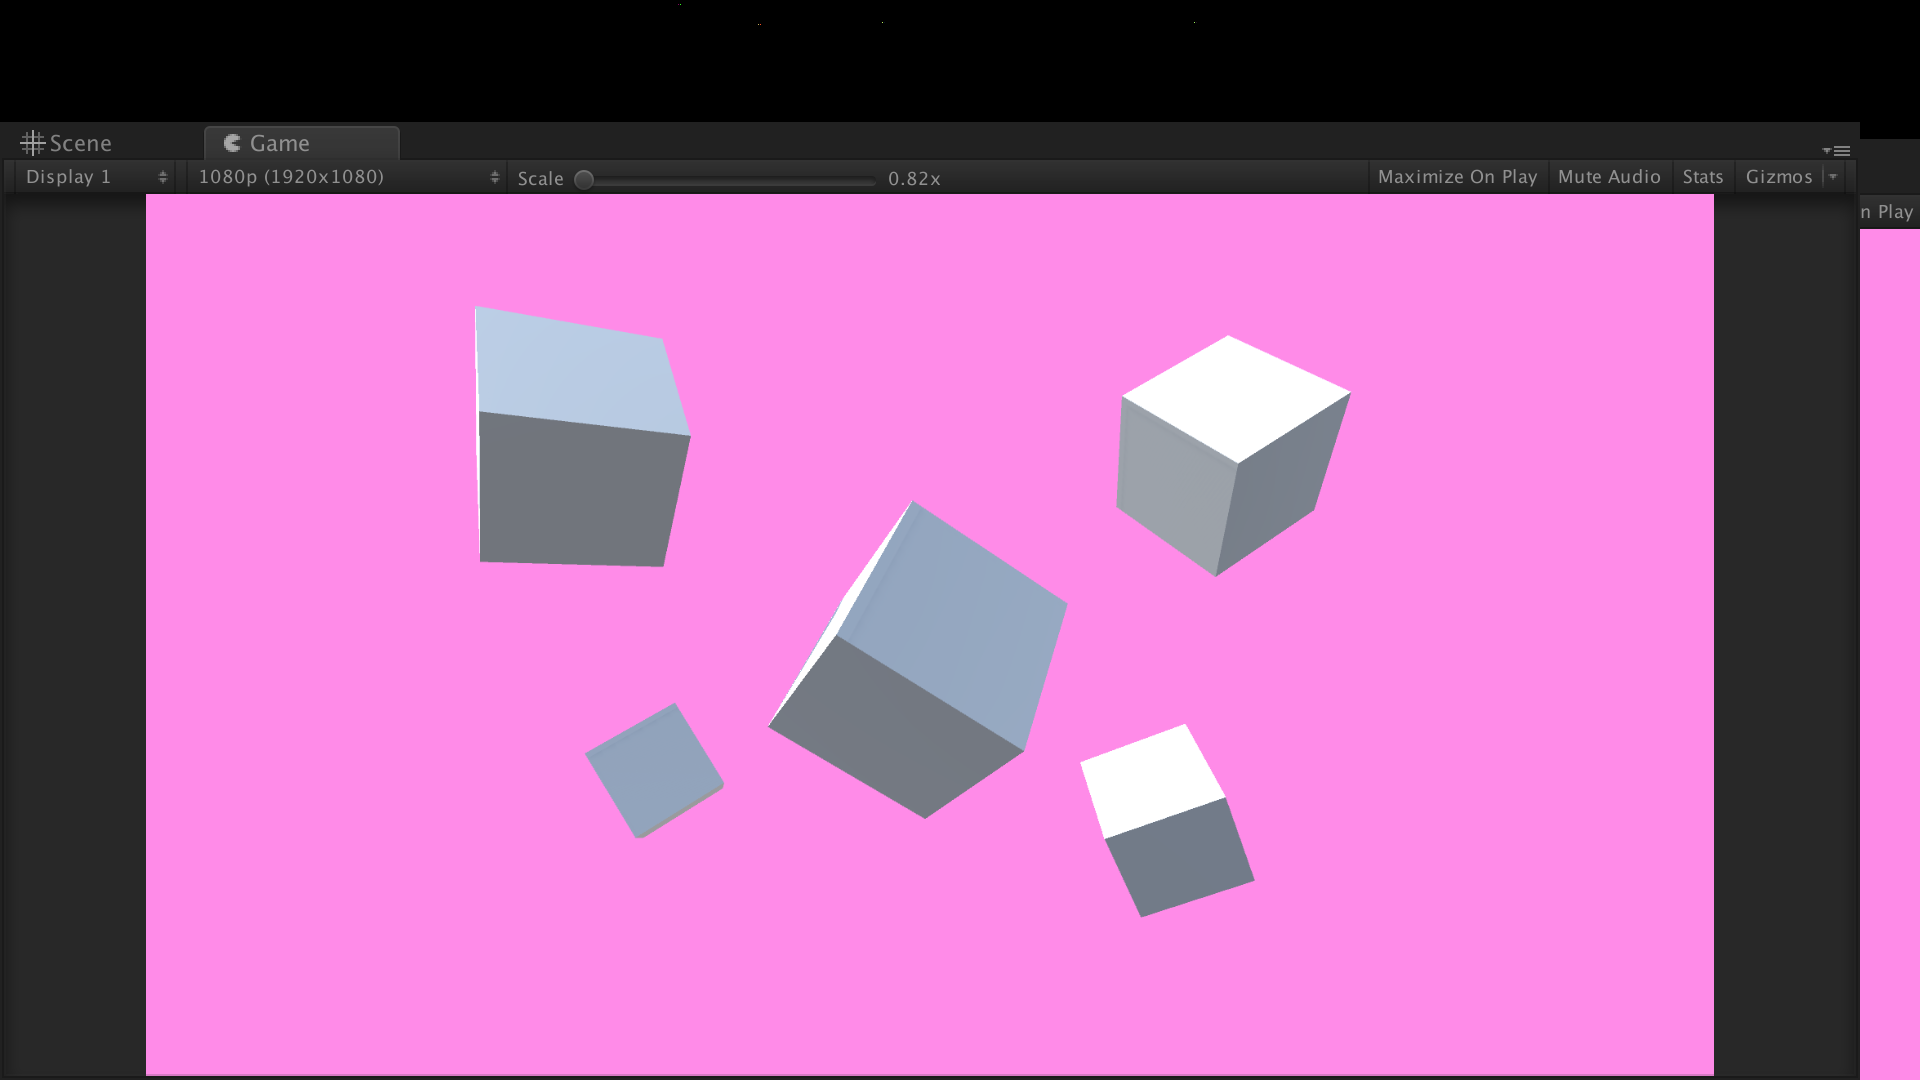 Scene Game
Display 1 1080p (1920x1080) Scale 0.82x Maximize On Play Mute Audio Stats Gizmos
n Play